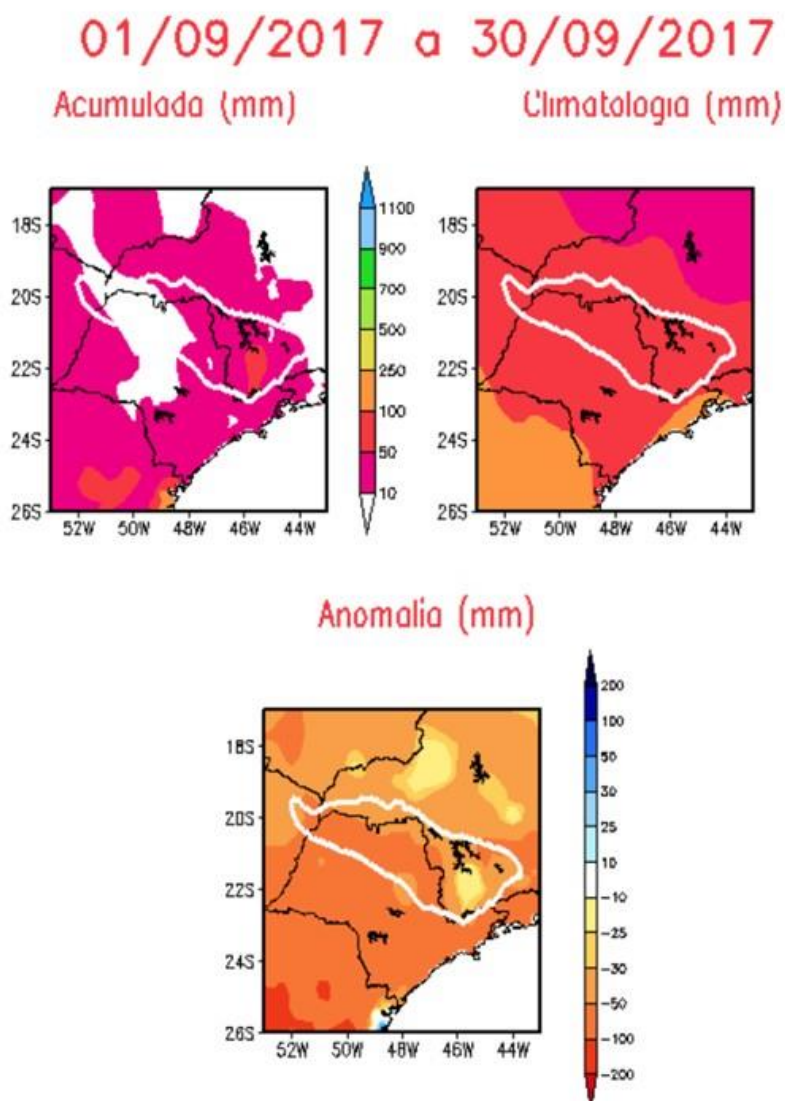 01/09/2017 a 30/09/2017
Acumulada (mm)
Climatologia (mm)
18S
20S
22S
24S
26S
52W 50W 48W 46W 44W
1100
900
700
500
250
100
50
10
18S
20S
22S
24S
26S
52W 50W 48W 46W 44W
Anomalia (mm)
18S
20S
22S
24S
26S
52W 50W 48W 46W 44W
200
100
50
30
25
10
-10
-25
-30
-50
-100
-200